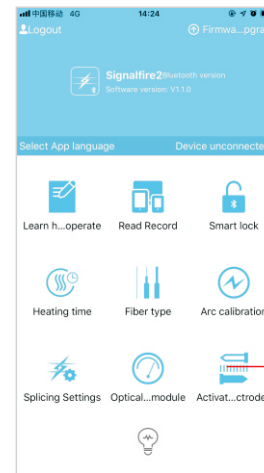 中国移动 4G 14:24
Logout Firmwa...pgra
Signalfire2Bluetooth version
Software version: V1.1.0
Select App language Device unconnecte
Learn h...operate Read Record Smart lock
Heating time Fiber type Arc calibration
Splicing Settings Optical...module Activat...ctrode